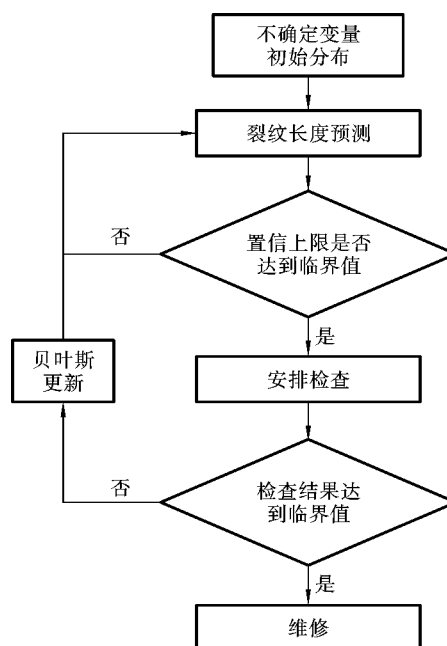 不确定变量
初始分布
裂纹长度预测
否
置信上限是否
达到临界值
是
贝叶斯
更新
安排检查
否
检查结果达
到临界值
是
维修